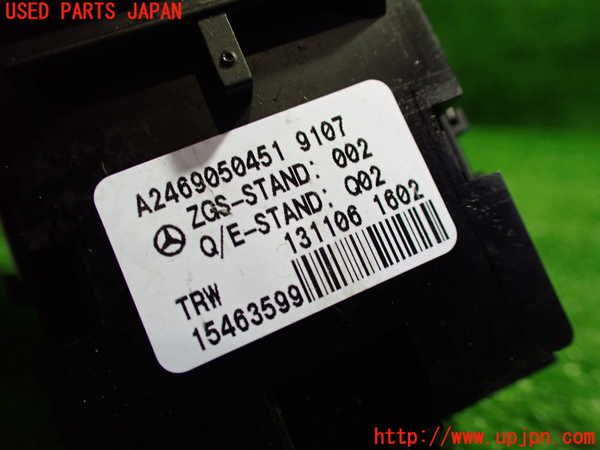 USED PARTS JAPAN
A2469050451 9107
ZGS-STAND: 002
Q/E-STAND: Q02
131106 1602
TRW
15463599
http://www.upjpn.com